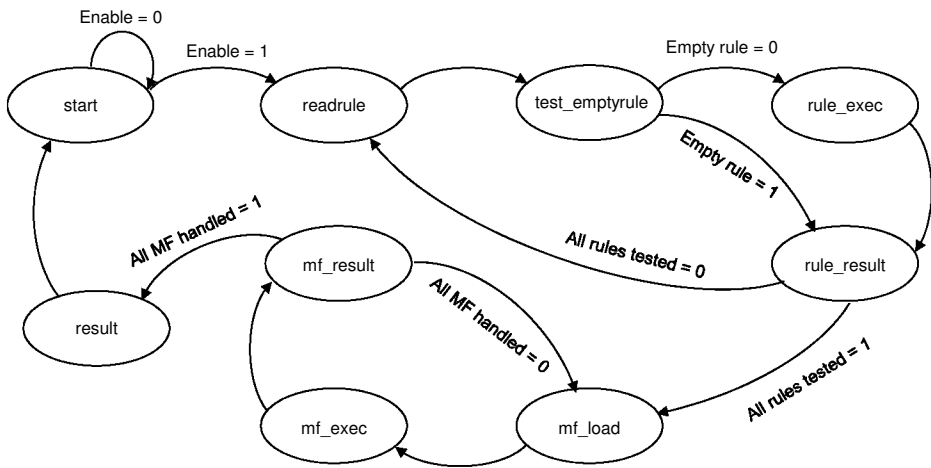 Enable = 0
Enable = 1
Empty rule = 0
start
readrule
test_emptyrule
rule_exec
Empty rule = 1
All MF handled = 1
All rules tested = 0
mf_result
rule_result
All MF handled = 0
result
All rules tested = 1
mf_exec
mf_load